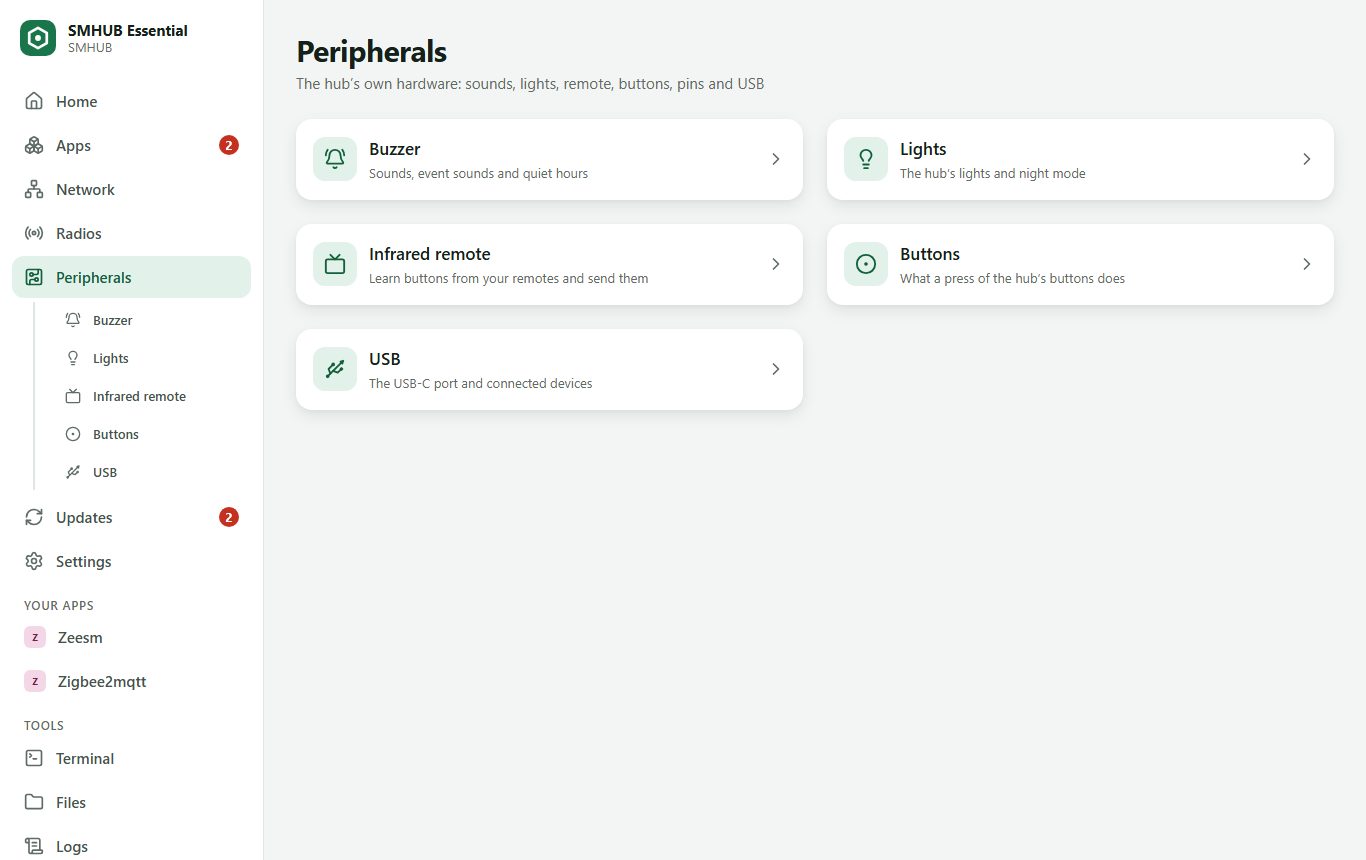 SMHUB Essential
SMHUB
Home
Apps 2
Network
Radios
Peripherals
Buzzer
Lights
Infrared remote
Buttons
USB
Updates 2
Settings
YOUR APPS
z Zeesm
z Zigbee2mqtt
TOOLS
Terminal
Files
Logs
Peripherals
The hub's own hardware: sounds, lights, remote, buttons, pins and USB
Buzzer
Sounds, event sounds and quiet hours
Lights
The hub's lights and night mode
Infrared remote
Learn buttons from your remotes and send them
Buttons
What a press of the hub's buttons does
USB
The USB-C port and connected devices